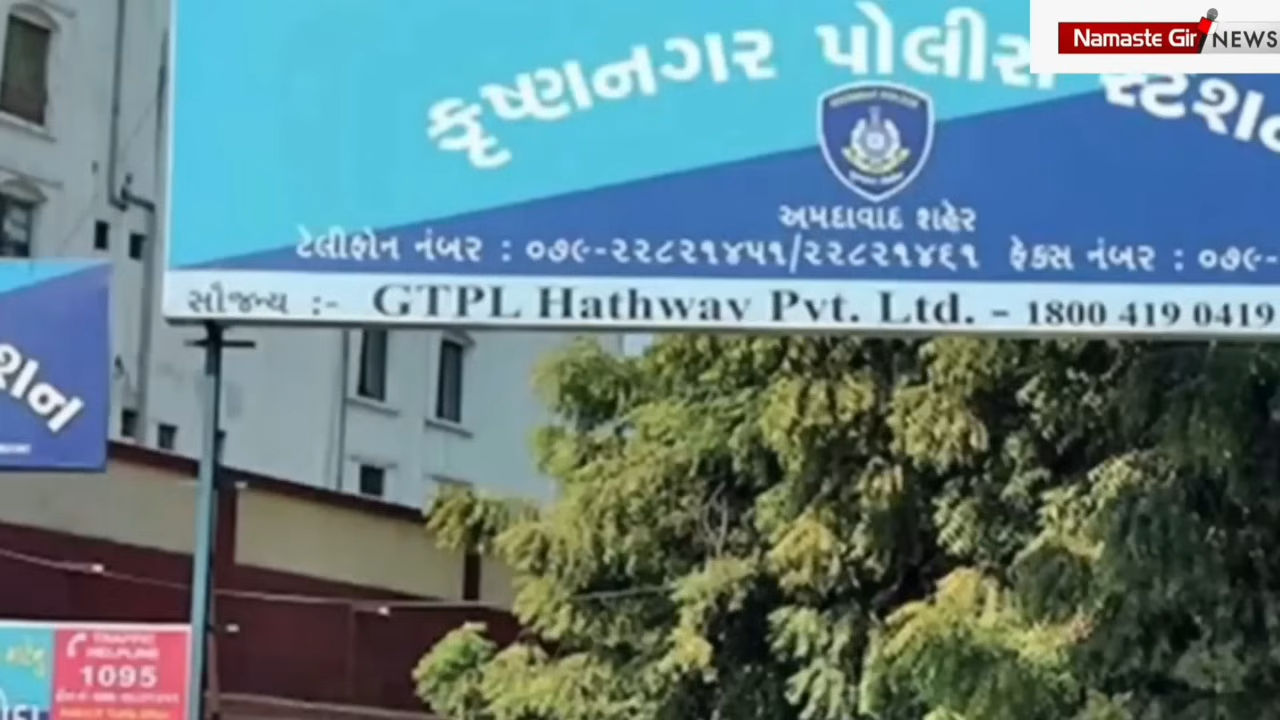 Namaste Gir NEWS
કૃષ્ણનગર પોલીસ સ્ટેશન
અમદાવાદ શહેર
ટેલીફોન નંબર : ૦૭૯-૨૨૮૨૧૪૫૧/૨૨૮૨૧૪૬૧ ફેક્સ નંબર : ૦૭૯-
સૌજન્ય :- GTPL Hathway Pvt. Ltd. - 1800 419 0419
શન
TRAFFIC
HELPLINE
1095